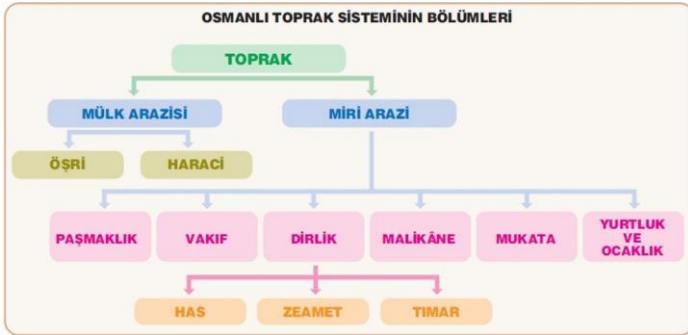 OSMANLI TOPRAK SİSTEMİNİN BÖLÜMLERİ
TOPRAK
MÜLK ARAZİSİ
MİRİ ARAZİ
ÖŞRİ
HARACİ
PAŞMAKLIK
VAKIF
DİRLİK
MALİKÂNE
MUKATA
YURTLUK
VE
OCAKLIK
HAS
ZEAMET
TIMAR